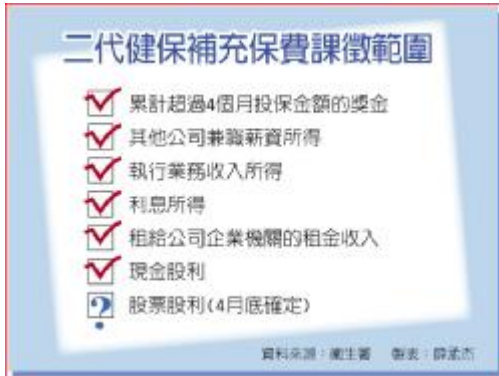 二代健保補充保費課徵範圍
累計超過4個月投保金額的獎金
其他公司兼職薪資所得
執行業務收入所得
利息所得
租給公司企業機關的租金收入
現金股利
? 股票股利(4月底確定)
資料來源：衛生署 製表：薛孟杰